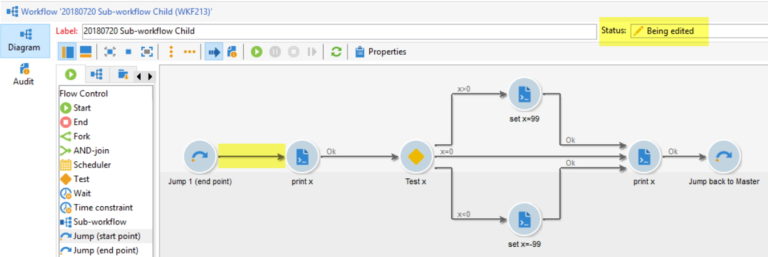 Workflow '20180720 Sub-workflow Child (WKF213)'
Diagram
Audit
Label: 20180720 Sub-workflow Child
Status: Being edited
Properties
Flow Control
Start
End
Fork
AND-join
Scheduler
Test
Wait
Time constraint
Sub-workflow
Jump (start point)
Jump (end point)
Jump 1 (end point)
print x
Ok
Test x
x>0
set x=99
Ok
x=0
Ok
x<0
set x=-99
print x
Ok
Jump back to Master